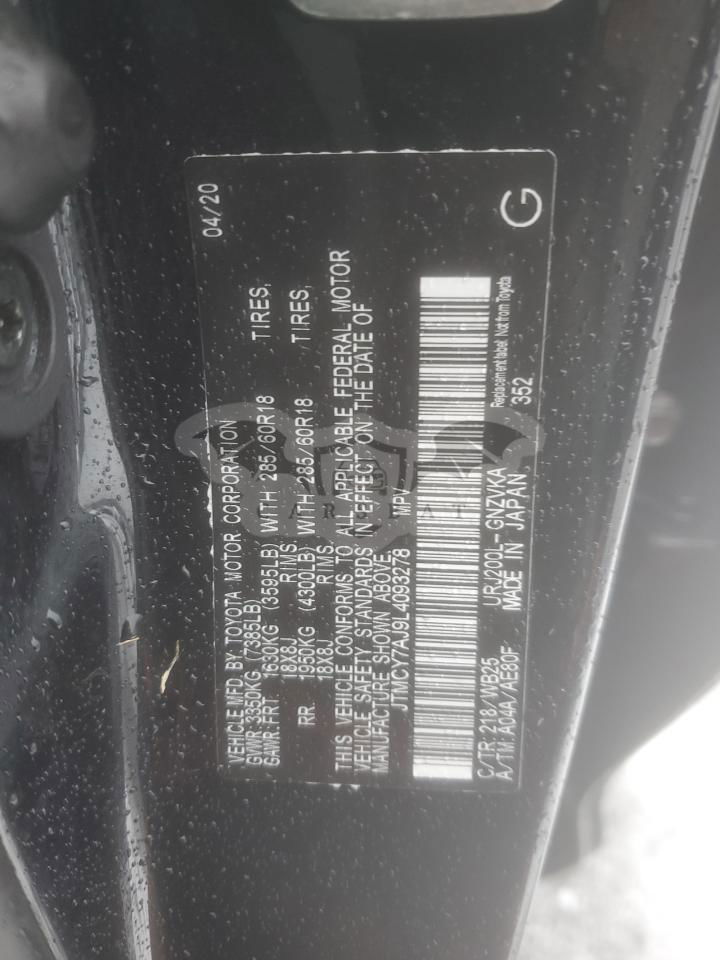 04/20
VEHICLE MFD. BY TOYOTA MOTOR CORPORATION
GVWR: 3350KG (7385LB)
GAWR: FRT 1630KG (3595LB) WITH 285/60R18 TIRES,
18X8J RIMS
RR. 1950KG (4300LB) WITH 285/60R18 TIRES,
18X8J RIMS.
THIS VEHICLE CONFORMS TO ALL APPLICABLE FEDERAL MOTOR
VEHICLE SAFETY STANDARDS IN EFFECT ON THE DATE OF
MANUFACTURE SHOWN ABOVE.
JTMCY7AJ9L4093278 MPV
C/TR: 218/WB25 URJ200L-GNZVKA
Replacement label: Not from Toyota
A/TM A04A/AE80F MADE IN JAPAN 352
G